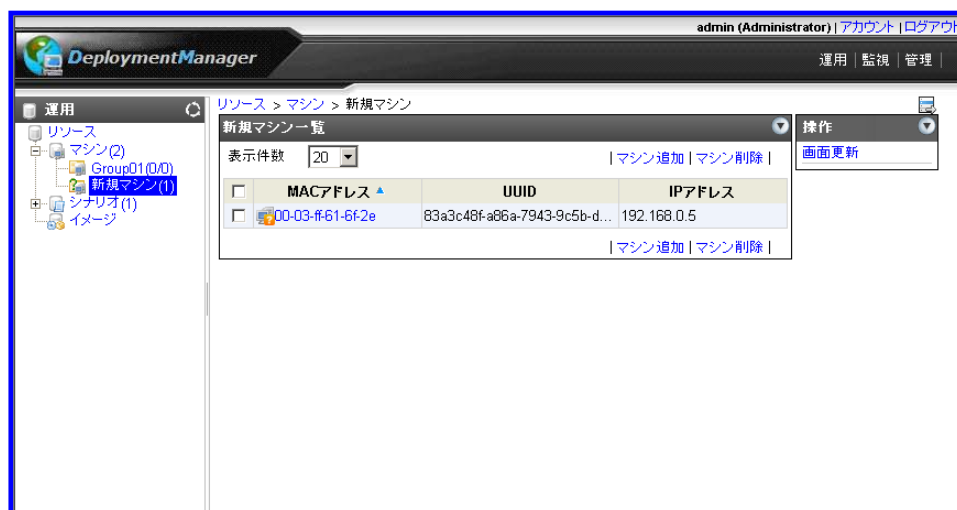 admin (Administrator) | アカウント | ログアウト
DeploymentManager
運用 | 監視 | 管理 |
運用
リソース
マシン(2)
Group01(0/0)
新規マシン(1)
シナリオ(1)
イメージ
リソース > マシン > 新規マシン
新規マシン一覧
表示件数 20
| マシン追加 | マシン削除 |
MACアドレス UUID IPアドレス
00-03-ff-61-6f-2e 83a3c48f-a86a-7943-9c5b-d... 192.168.0.5
| マシン追加 | マシン削除 |
操作
画面更新